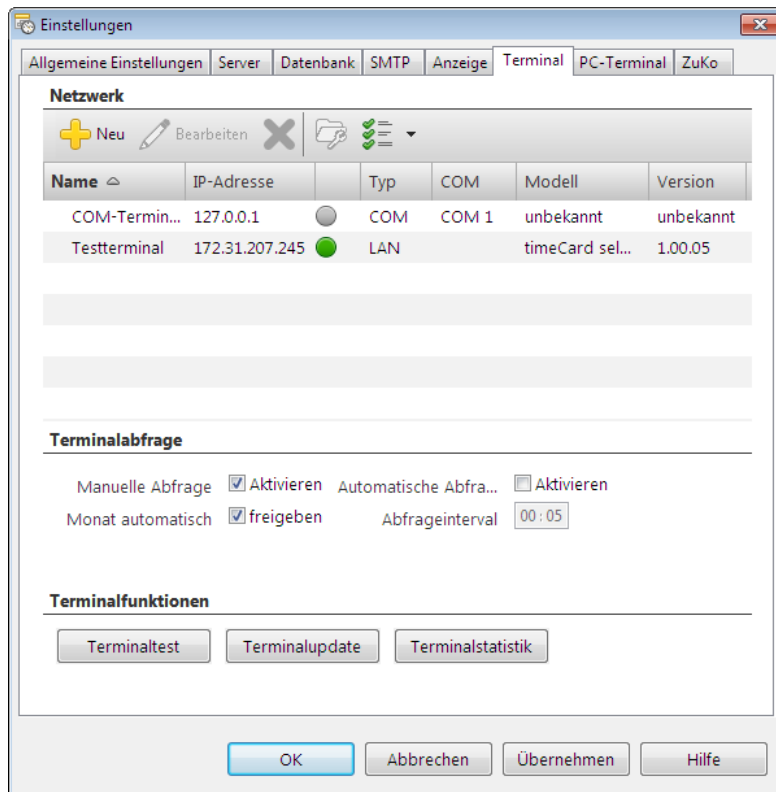 Einstellungen
Allgemeine Einstellungen Server Datenbank SMTP Anzeige Terminal PC-Terminal ZuKo
Netzwerk
Neu Bearbeiten
Name IP-Adresse Typ COM Modell Version
COM-Termin... 127.0.0.1 COM COM 1 unbekannt unbekannt
Testterminal 172.31.207.245 LAN timeCard sel... 1.00.05
Terminalabfrage
Manuelle Abfrage Aktivieren Automatische Abfra... Aktivieren
Monat automatisch freigeben Abfrageinterval 00 : 05
Terminalfunktionen
Terminaltest Terminalupdate Terminalstatistik
OK Abbrechen Übernehmen Hilfe